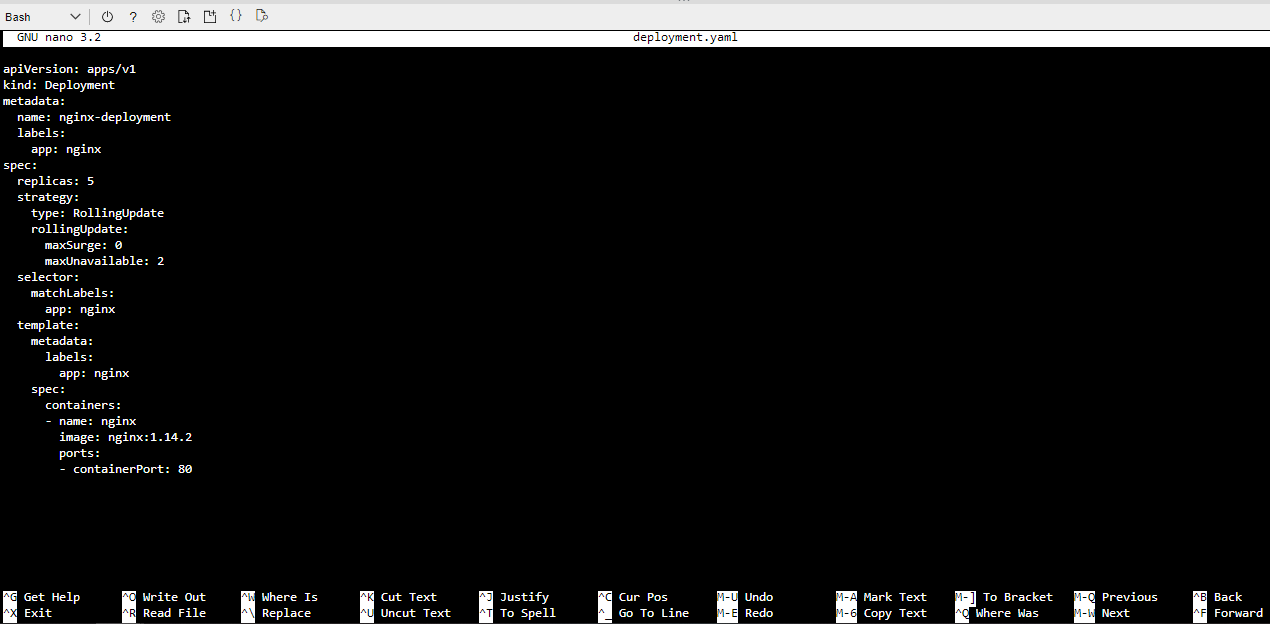 Bash
GNU nano 3.2 deployment.yaml
apiVersion: apps/v1
kind: Deployment
metadata:
  name: nginx-deployment
  labels:
    app: nginx
spec:
  replicas: 5
  strategy:
    type: RollingUpdate
    rollingUpdate:
      maxSurge: 0
      maxUnavailable: 2
  selector:
    matchLabels:
      app: nginx
  template:
    metadata:
      labels:
        app: nginx
    spec:
      containers:
      - name: nginx
        image: nginx:1.14.2
        ports:
        - containerPort: 80
^G Get Help ^O Write Out ^W Where Is ^K Cut Text ^J Justify ^C Cur Pos M-U Undo M-A Mark Text M-] To Bracket M-Q Previous ^B Back
^X Exit ^R Read File ^\ Replace ^U Uncut Text ^T To Spell ^_ Go To Line M-E Redo M-6 Copy Text ^Q Where Was M-W Next ^F Forward